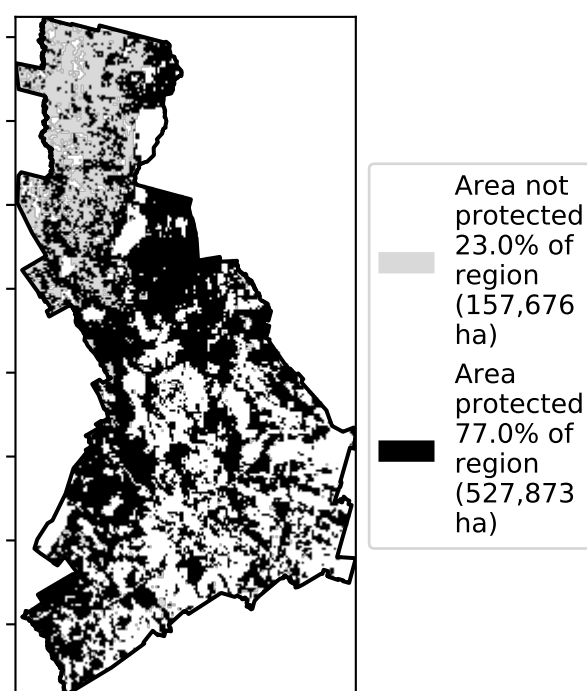 Area not
protected
23.0% of
region
(157,676
ha)
Area
protected
77.0% of
region
(527,873
ha)